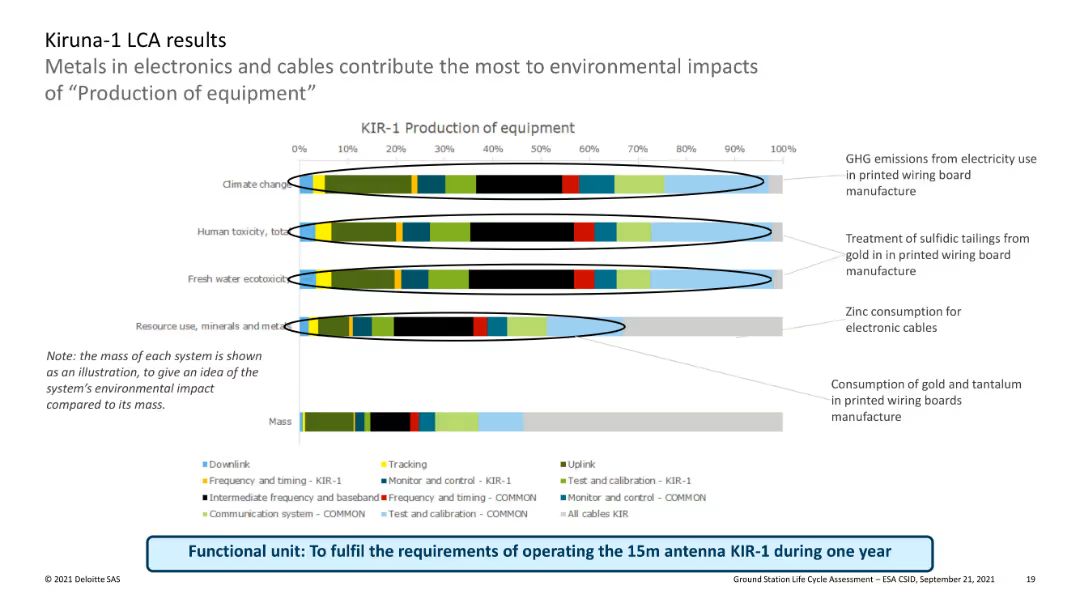 Kiruna-1 LCA results
Metals in electronics and cables contribute the most to environmental impacts
of “Production of equipment”
KIR-1 Production of equipment
0% 10% 20% 30% 40% 50% 60% 70% 80% 90% 100%
Climate change
GHG emissions from electricity use
in printed wiring board
manufacture
Human toxicity, total
Treatment of sulfidic tailings from
gold in in printed wiring board
manufacture
Fresh water ecotoxicity
Resource use, minerals and metals
Zinc consumption for
electronic cables
Note: the mass of each system is shown
as an illustration, to give an idea of the
system’s environmental impact
compared to its mass.
Consumption of gold and tantalum
in printed wiring boards
manufacture
Mass
Downlink Tracking Uplink
Frequency and timing - KIR-1 Monitor and control - KIR-1 Test and calibration - KIR-1
Intermediate frequency and baseband Frequency and timing - COMMON Monitor and control - COMMON
Communication system - COMMON Test and calibration - COMMON All cables KIR
Functional unit: To fulfil the requirements of operating the 15m antenna KIR-1 during one year
© 2021 Deloitte SAS
Ground Station Life Cycle Assessment – ESA CSID, September 21, 2021 19